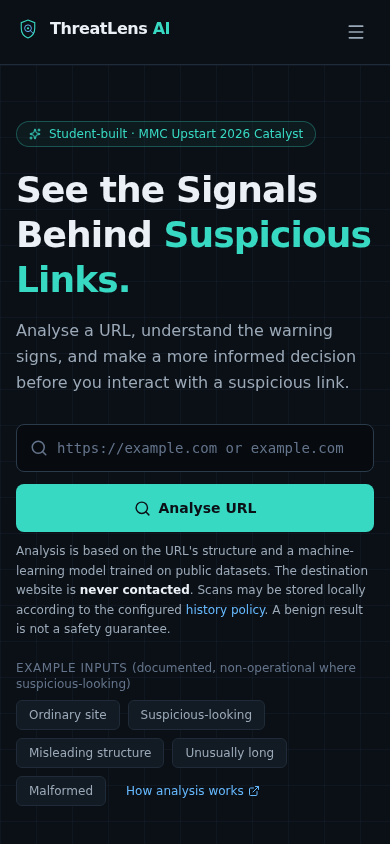 ThreatLens AI
Student-built · MMC Upstart 2026 Catalyst
See the Signals
Behind Suspicious
Links.
Analyse a URL, understand the warning
signs, and make a more informed decision
before you interact with a suspicious link.
https://example.com or example.com
Analyse URL
Analysis is based on the URL's structure and a machine-
learning model trained on public datasets. The destination
website is never contacted. Scans may be stored locally
according to the configured history policy. A benign result
is not a safety guarantee.
EXAMPLE INPUTS (documented, non-operational where
suspicious-looking)
Ordinary site Suspicious-looking
Misleading structure Unusually long
Malformed How analysis works